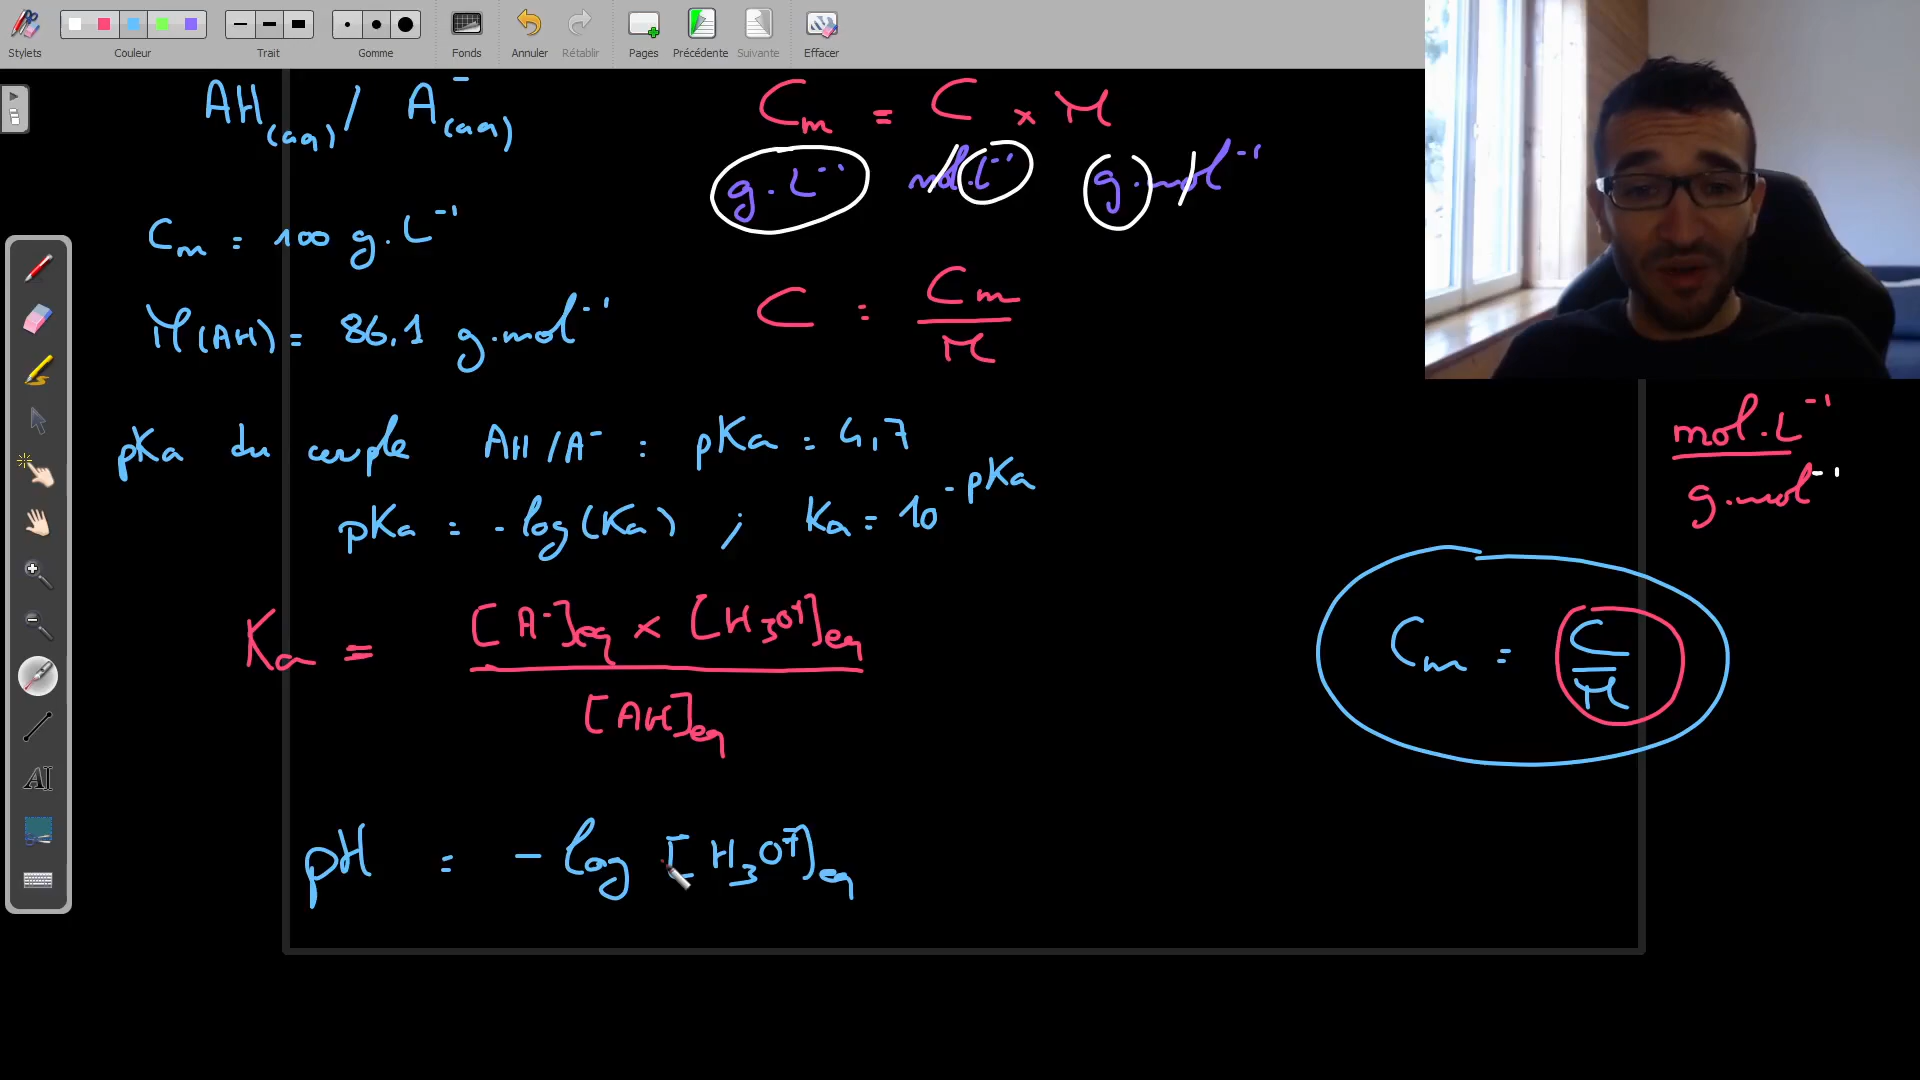 Stylets Couleur Trait Gomme Fonds Annuler Rétablir Pages Précédente Suivante Effacer
AH(aq) / A⁻(aq)
Cm = C × M
g.L⁻¹ mol.L⁻¹ g.mol⁻¹
Cm = 100 g.L⁻¹
M(AH) = 86,1 g.mol⁻¹
C = Cm / M
pKa du couple AH/A⁻ : pKa = 4,7
mol.L⁻¹ / g.mol⁻¹
pKa = -log(Ka) ; Ka = 10^-pKa
Ka = [A⁻]eq × [H₃O⁺]eq / [AH]eq
Cm = C / M
AI
pH = - log [H₃O⁺]eq